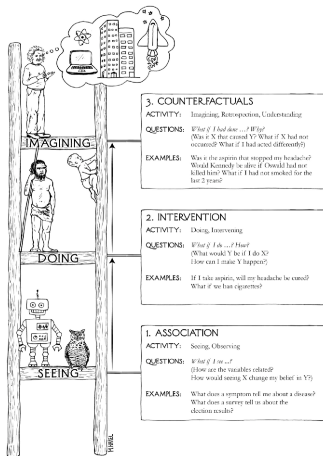 3. COUNTERFACTUALS
ACTIVITY: Imagining, Retrospection, Understanding
QUESTIONS: What if I had done …? Why?
(Was it X that caused Y? What if X had not
occurred? What if I had acted differently?)
EXAMPLES: Was it the aspirin that stopped my headache?
Would Kennedy be alive if Oswald had not
killed him? What if I had not smoked for the
last 2 years?
IMAGINING
2. INTERVENTION
ACTIVITY: Doing, Intervening
QUESTIONS: What if I do …? How?
(What would Y be if I do X?
How can I make Y happen?)
EXAMPLES: If I take aspirin, will my headache be cured?
What if we ban cigarettes?
DOING
1. ASSOCIATION
ACTIVITY: Seeing, Observing
QUESTIONS: What if I see …?
(How are the variables related?
How would seeing X change my belief in Y?)
EXAMPLES: What does a symptom tell me about a disease?
What does a survey tell us about the
election results?
SEEING